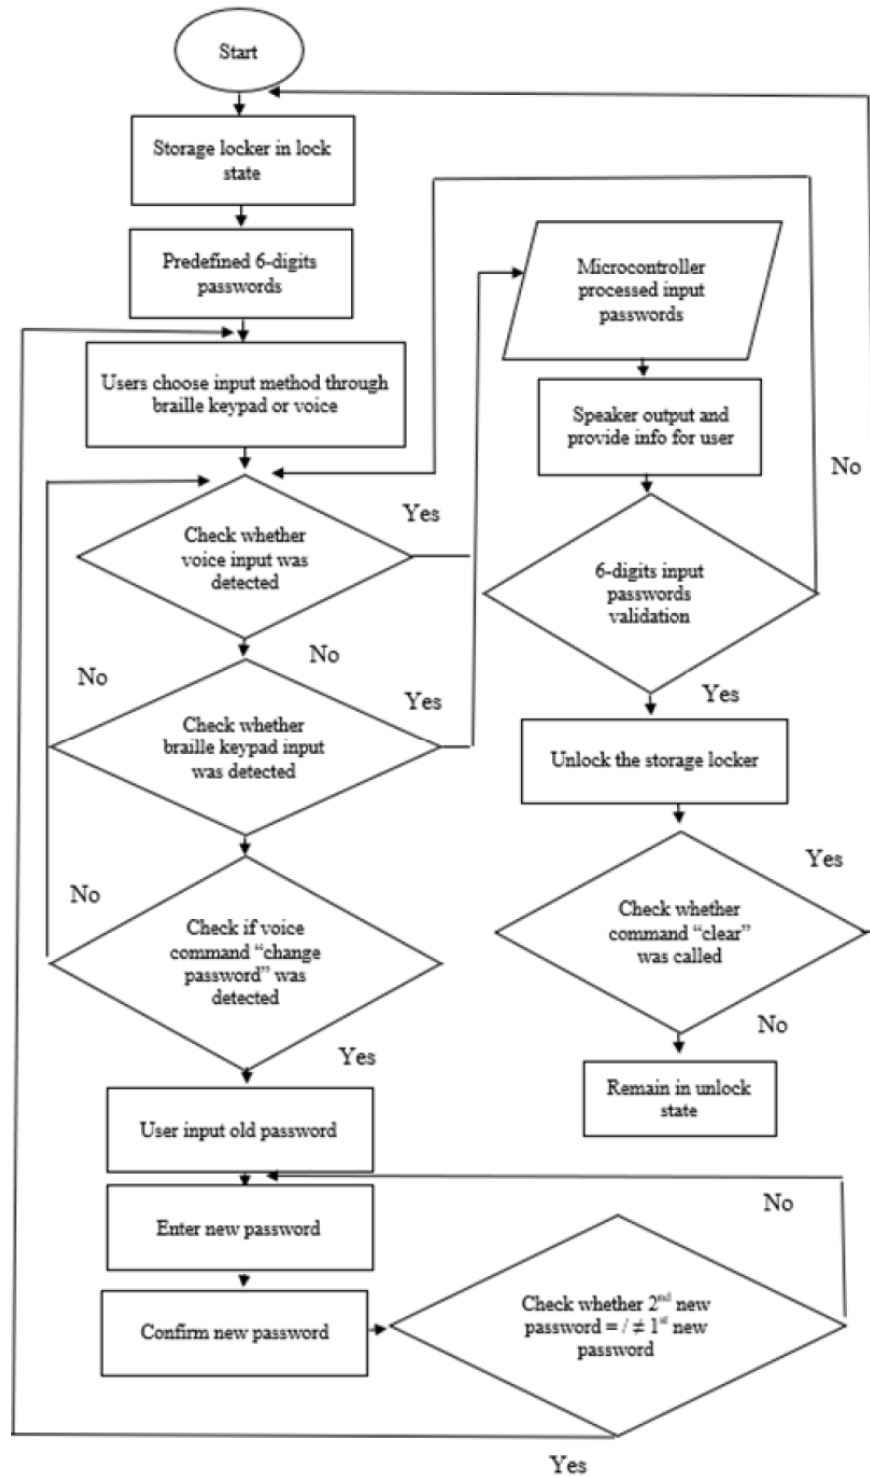 Start
Storage locker in lock
state
Predefined 6-digits
passwords
Users choose input method through
braille keypad or voice
Check whether
voice input was
detected
Yes
No
Check whether
braille keypad input
was detected
Yes
No
Check if voice
command “change
password” was
detected
No
Yes
User input old password
Enter new password
Confirm new password
Check whether 2nd new
password = / ≠ 1st new
password
No
Yes
Microcontroller
processed input
passwords
Speaker output and
provide info for user
6-digits input
passwords
validation
No
Yes
Unlock the storage locker
Check whether
command “clear”
was called
Yes
No
Remain in unlock
state